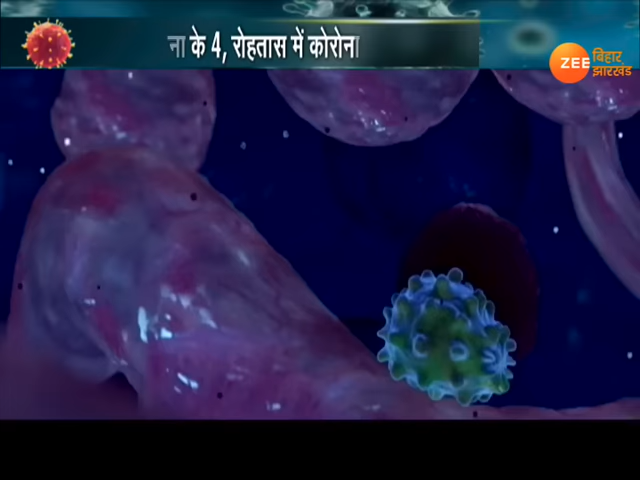 ना के 4, रोहतास में कोरोन
ZEE बिहार
झारखंड